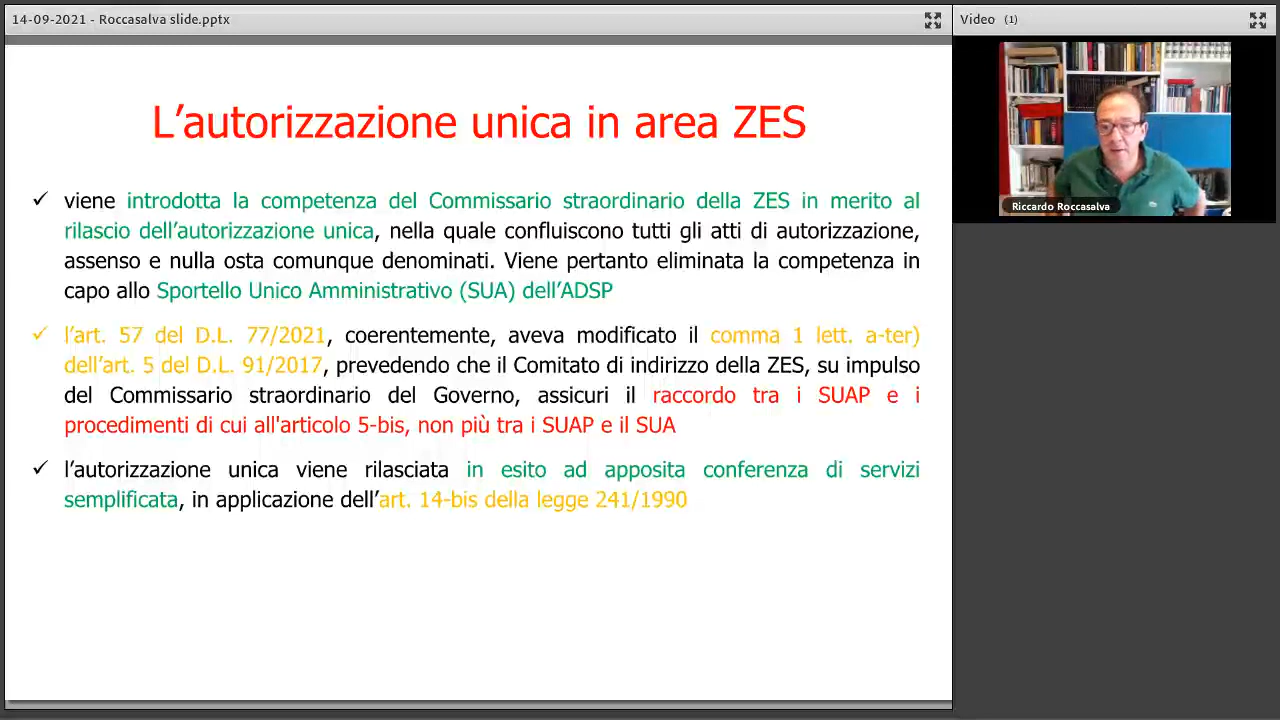 14-09-2021 - Roccasalva slide.pptx
Video (1)
L’autorizzazione unica in area ZES
✓ viene introdotta la competenza del Commissario straordinario della ZES in merito al
rilascio dell’autorizzazione unica, nella quale confluiscono tutti gli atti di autorizzazione,
assenso e nulla osta comunque denominati. Viene pertanto eliminata la competenza in
capo allo Sportello Unico Amministrativo (SUA) dell’ADSP
✓ l’art. 57 del D.L. 77/2021, coerentemente, aveva modificato il comma 1 lett. a-ter)
dell’art. 5 del D.L. 91/2017, prevedendo che il Comitato di indirizzo della ZES, su impulso
del Commissario straordinario del Governo, assicuri il raccordo tra i SUAP e i
procedimenti di cui all'articolo 5-bis, non più tra i SUAP e il SUA
✓ l’autorizzazione unica viene rilasciata in esito ad apposita conferenza di servizi
semplificata, in applicazione dell’art. 14-bis della legge 241/1990
Riccardo Roccasalva